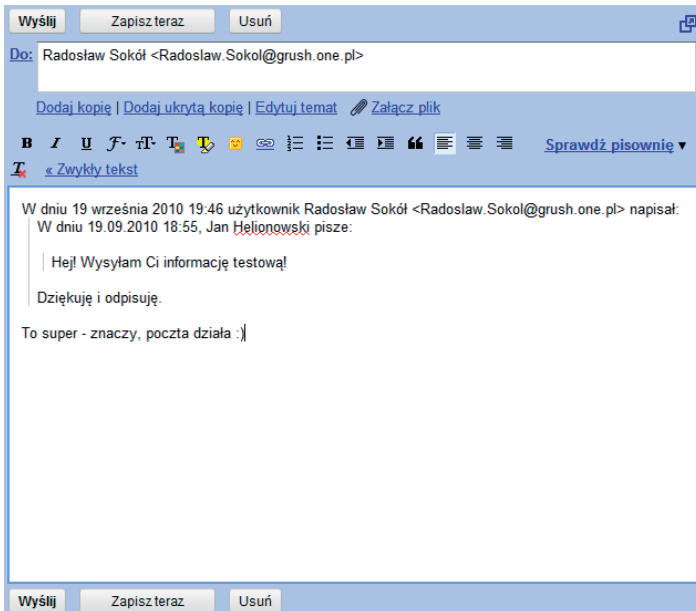 Wyślij Zapisz teraz Usuń
Do: Radosław Sokół <Radoslaw.Sokol@grush.one.pl>
Dodaj kopię | Dodaj ukrytą kopię | Edytuj temat Załącz plik
B I U F T T T Sprawdź pisownię ▾
T « Zwykły tekst
W dniu 19 września 2010 19:46 użytkownik Radosław Sokół <Radoslaw.Sokol@grush.one.pl> napisał:
W dniu 19.09.2010 18:55, Jan Helionowski pisze:
Hej! Wysyłam Ci informację testową!
Dziękuję i odpisuję.
To super - znaczy, poczta działa :)
Wyślij Zapisz teraz Usuń